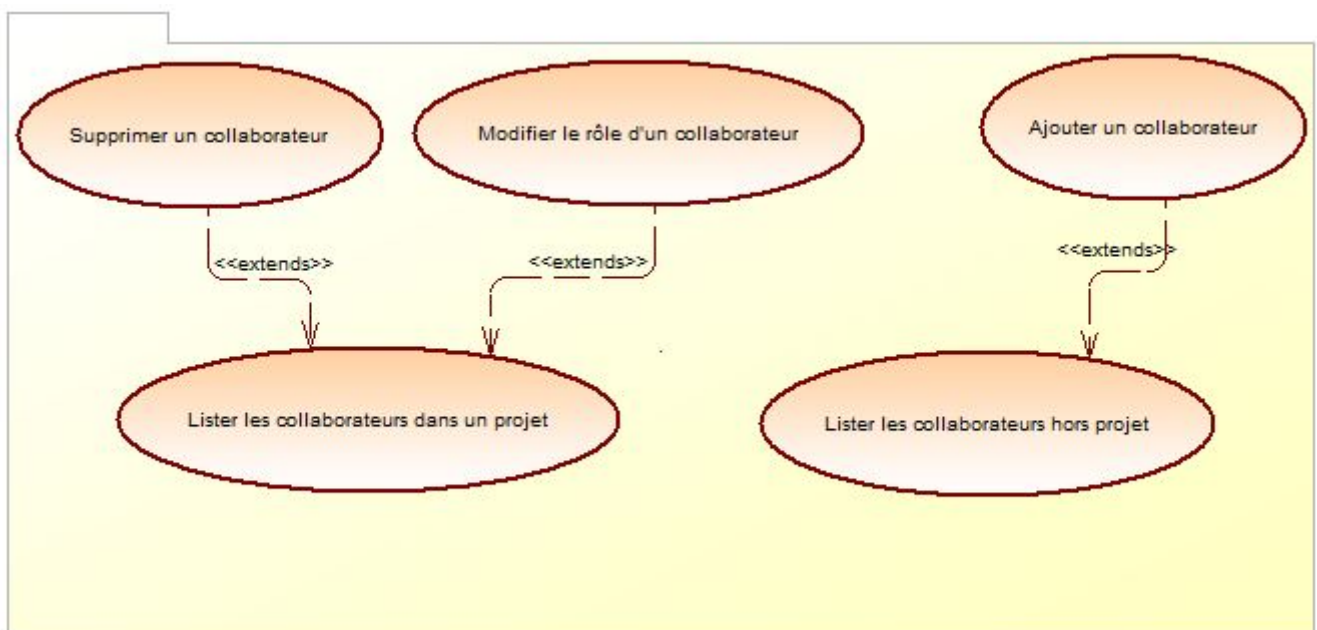 Supprimer un collaborateur
Modifier le rôle d'un collaborateur
Ajouter un collaborateur
<<extends>>
<<extends>>
<<extends>>
Lister les collaborateurs dans un projet
Lister les collaborateurs hors projet